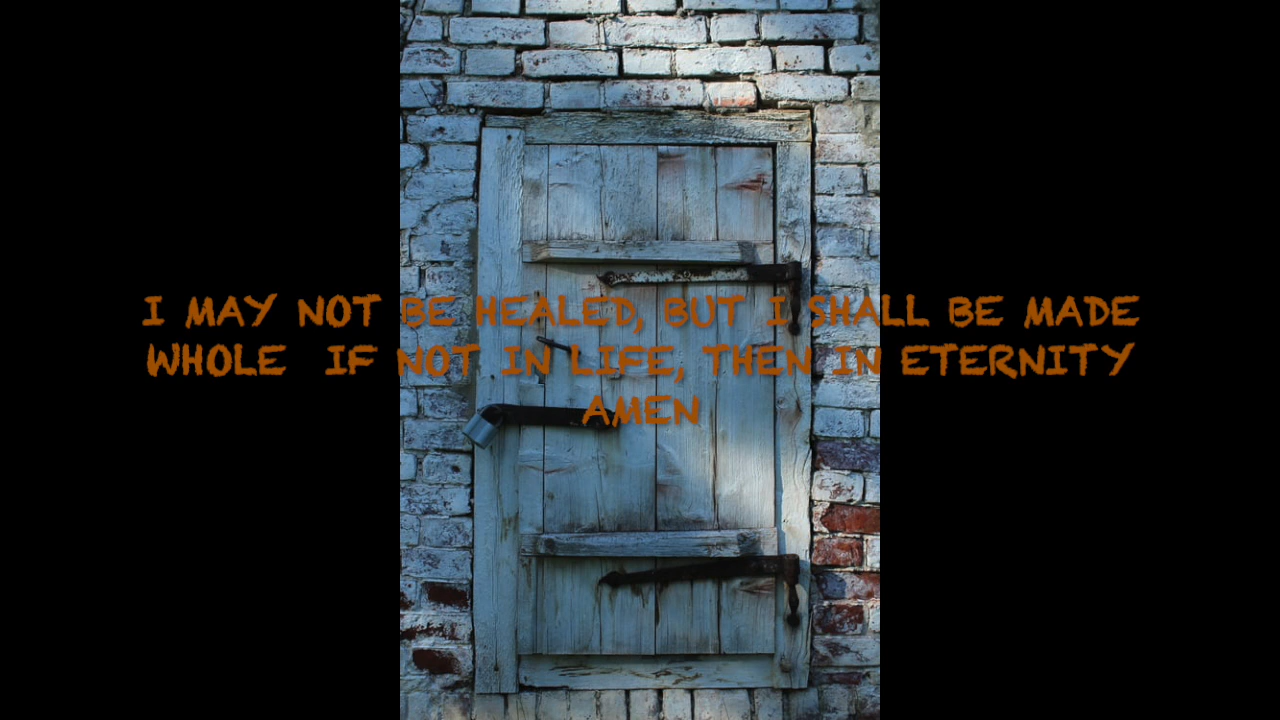 I MAY NOT BE HEALED, BUT I SHALL BE MADE
WHOLE IF NOT IN LIFE, THEN IN ETERNITY
AMEN